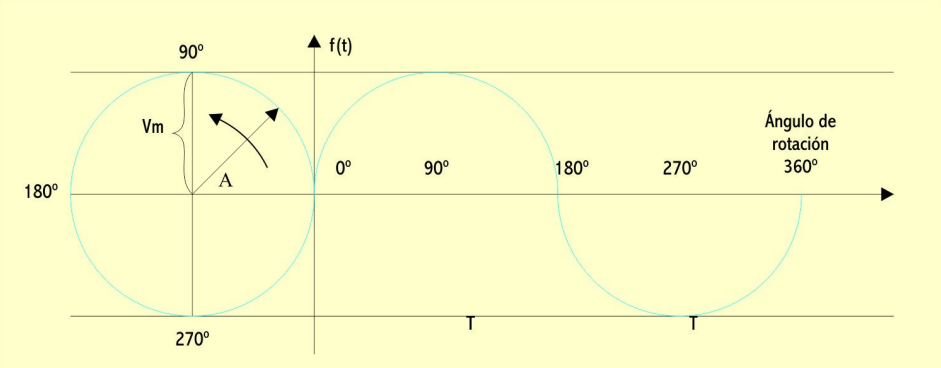 f(t)
90º
Vm
A
180º
270º
0º
90º
180º
270º
Ángulo de
rotación
360º
T
T